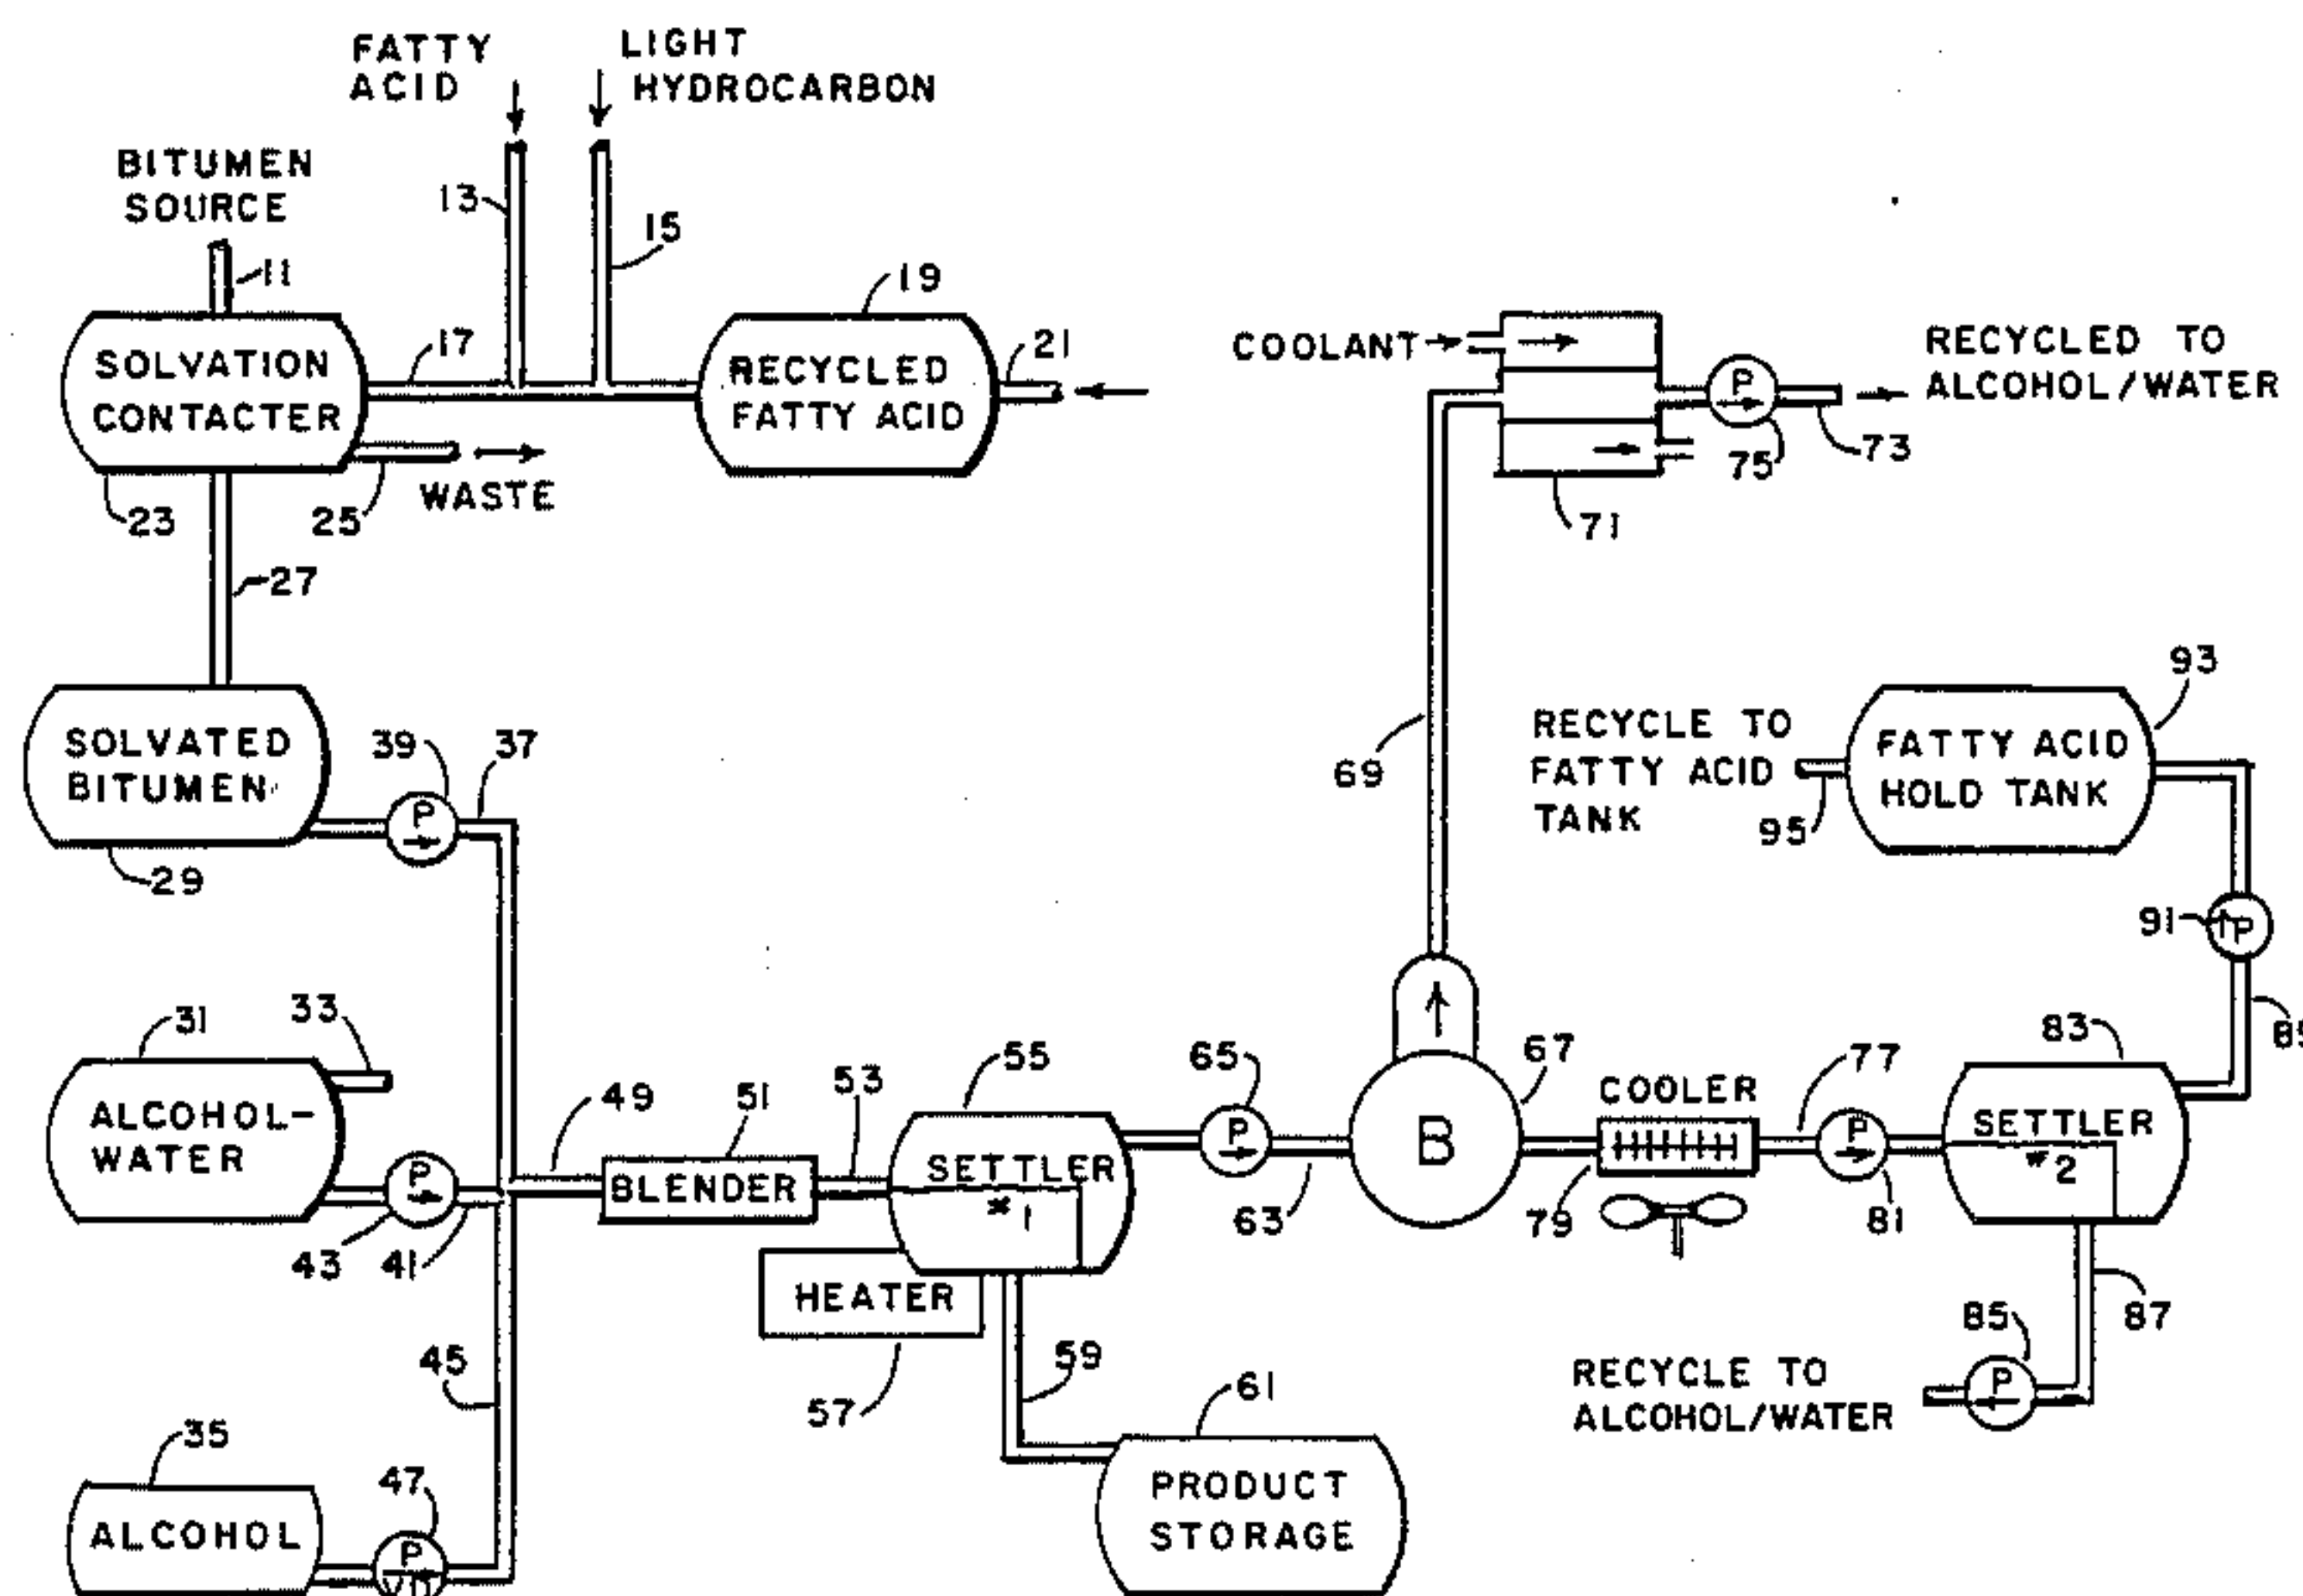 FATTY
ACID
LIGHT
HYDROCARBON
BITUMEN
SOURCE
13
15
11
19
SOLVATION
CONTACTER
17
RECYCLED
FATTY ACID
21
COOLANT
RECYCLED TO
ALCOHOL/WATER
P
75
73
23
25
WASTE
71
27
SOLVATED
BITUMEN
39
37
P
29
69
RECYCLE TO
FATTY ACID
TANK
93
FATTY ACID
HOLD TANK
95
91
P
31
33
ALCOHOL-
WATER
P
43
41
49
51
53
BLENDER
55
SETTLER
*1
65
P
63
67
B
COOLER
79
77
P
81
83
89
SETTLER
#2
HEATER
57
59
87
85
P
RECYCLE TO
ALCOHOL/WATER
45
61
35
47
ALCOHOL
P
PRODUCT
STORAGE